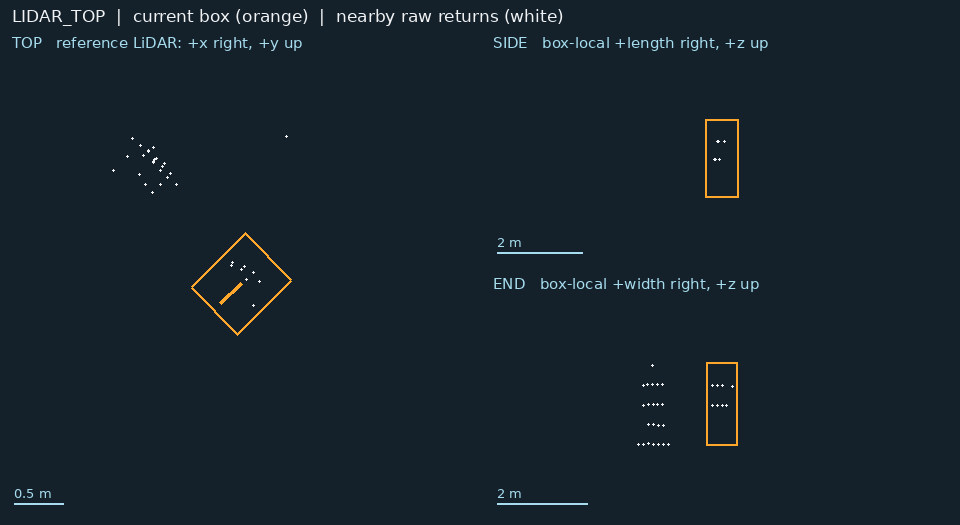 LIDAR_TOP | current box (orange) | nearby raw returns (white)
TOP reference LiDAR: +x right, +y up
SIDE box-local +length right, +z up
2 m
END box-local +width right, +z up
0.5 m
2 m